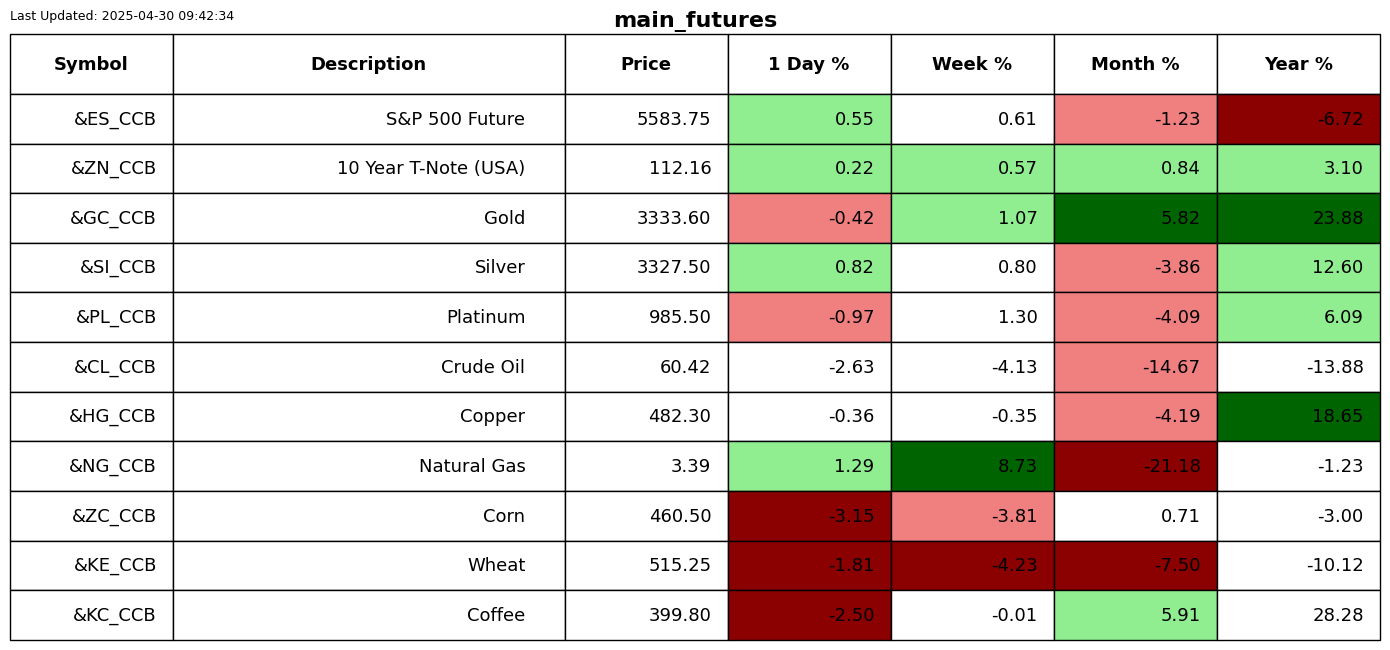 Last Updated: 2025-04-30 09:42:34
main_futures
Symbol Description Price 1 Day % Week % Month % Year %
&ES_CCB S&P 500 Future 5583.75 0.55 0.61 -1.23 -6.72
&ZN_CCB 10 Year T-Note (USA) 112.16 0.22 0.57 0.84 3.10
&GC_CCB Gold 3333.60 -0.42 1.07 5.82 23.88
&SI_CCB Silver 3327.50 0.82 0.80 -3.86 12.60
&PL_CCB Platinum 985.50 -0.97 1.30 -4.09 6.09
&CL_CCB Crude Oil 60.42 -2.63 -4.13 -14.67 -13.88
&HG_CCB Copper 482.30 -0.36 -0.35 -4.19 18.65
&NG_CCB Natural Gas 3.39 1.29 8.73 -21.18 -1.23
&ZC_CCB Corn 460.50 -3.15 -3.81 0.71 -3.00
&KE_CCB Wheat 515.25 -1.81 -4.23 -7.50 -10.12
&KC_CCB Coffee 399.80 -2.50 -0.01 5.91 28.28